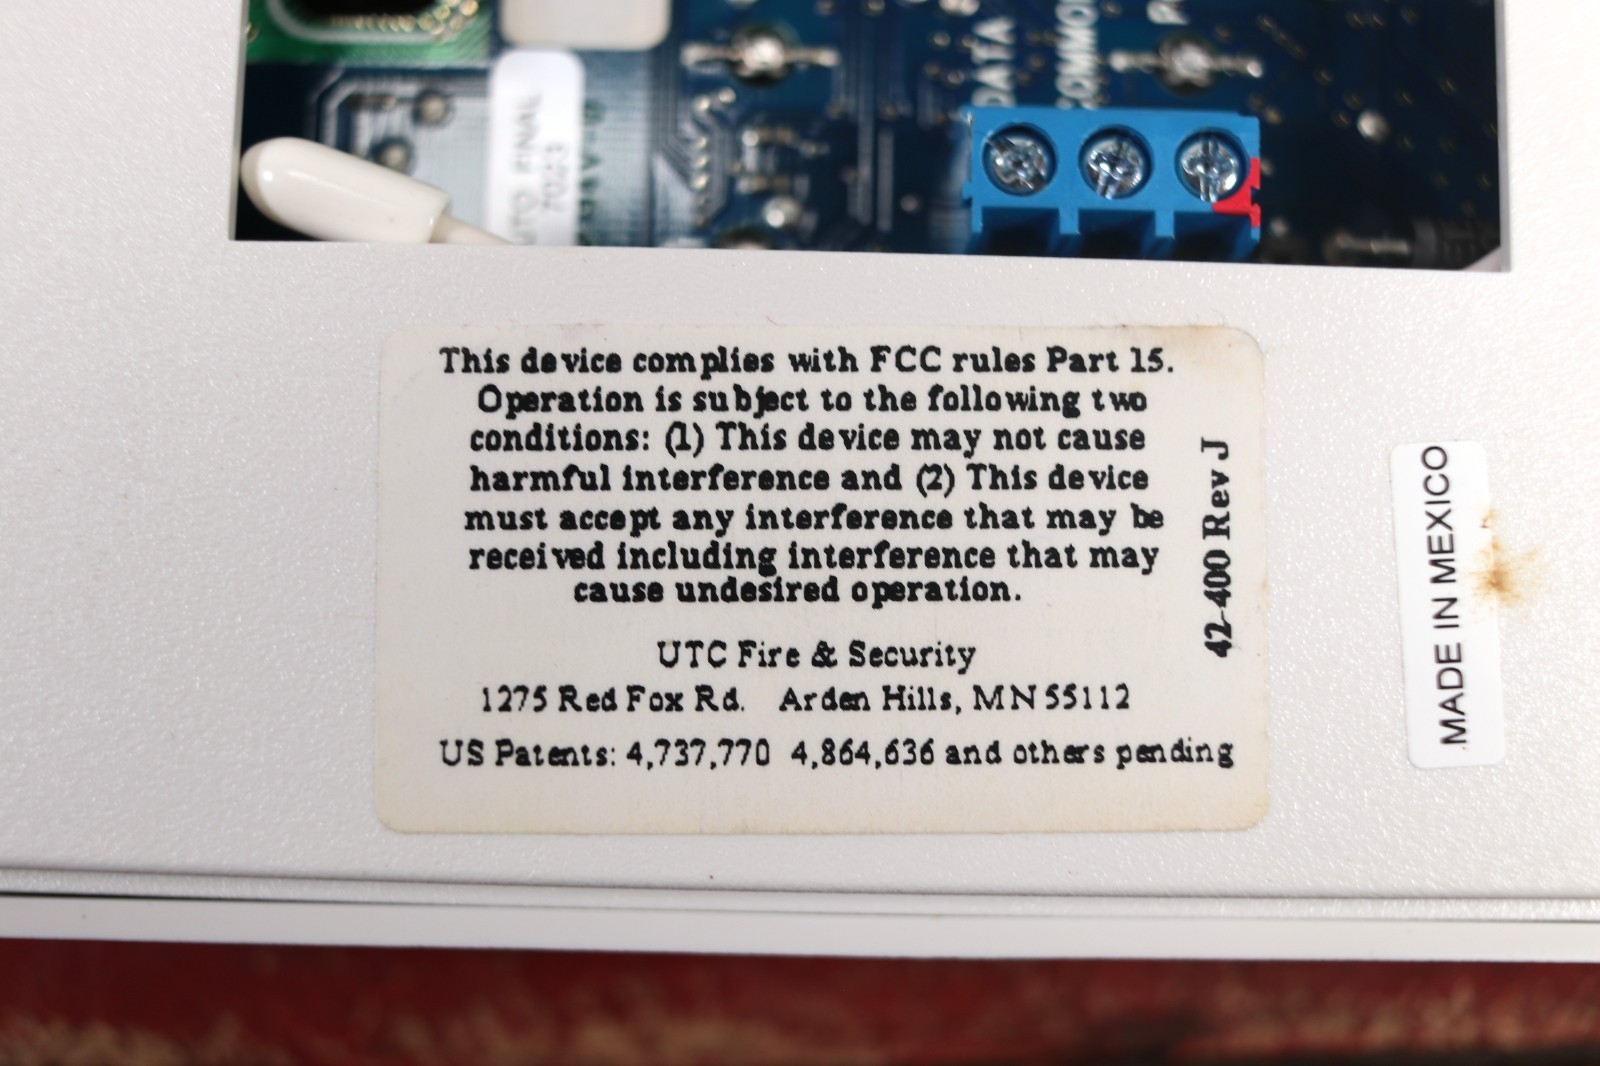 DATA
UTO FINAL
7023
This device complies with FCC rules Part 15.
Operation is subject to the following two
conditions: (1) This device may not cause
harmful interference and (2) This device
must accept any interference that may be
received including interference that may
cause undesired operation.
UTC Fire & Security
1275 Red Fox Rd. Arden Hills, MN 55112
US Patents: 4,737,770 4,864,636 and others pending
42-400 Rev J
MADE IN MEXICO